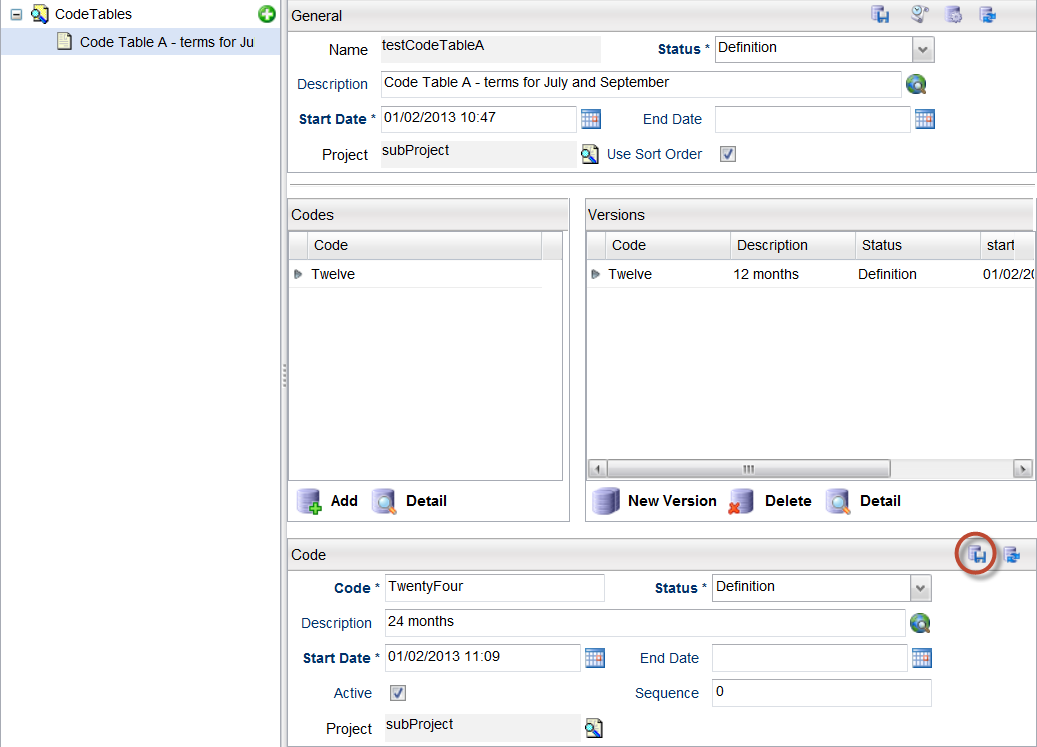 CodeTables
Code Table A - terms for Ju
General
Name testCodeTableA Status * Definition
Description Code Table A - terms for July and September
Start Date * 01/02/2013 10:47 End Date
Project subProject Use Sort Order
Codes
Code
Twelve
Add Detail
Versions
Code Description Status start
Twelve 12 months Definition 01/02/20
New Version Delete Detail
Code
Code * TwentyFour Status * Definition
Description 24 months
Start Date * 01/02/2013 11:09 End Date
Active Sequence 0
Project subProject